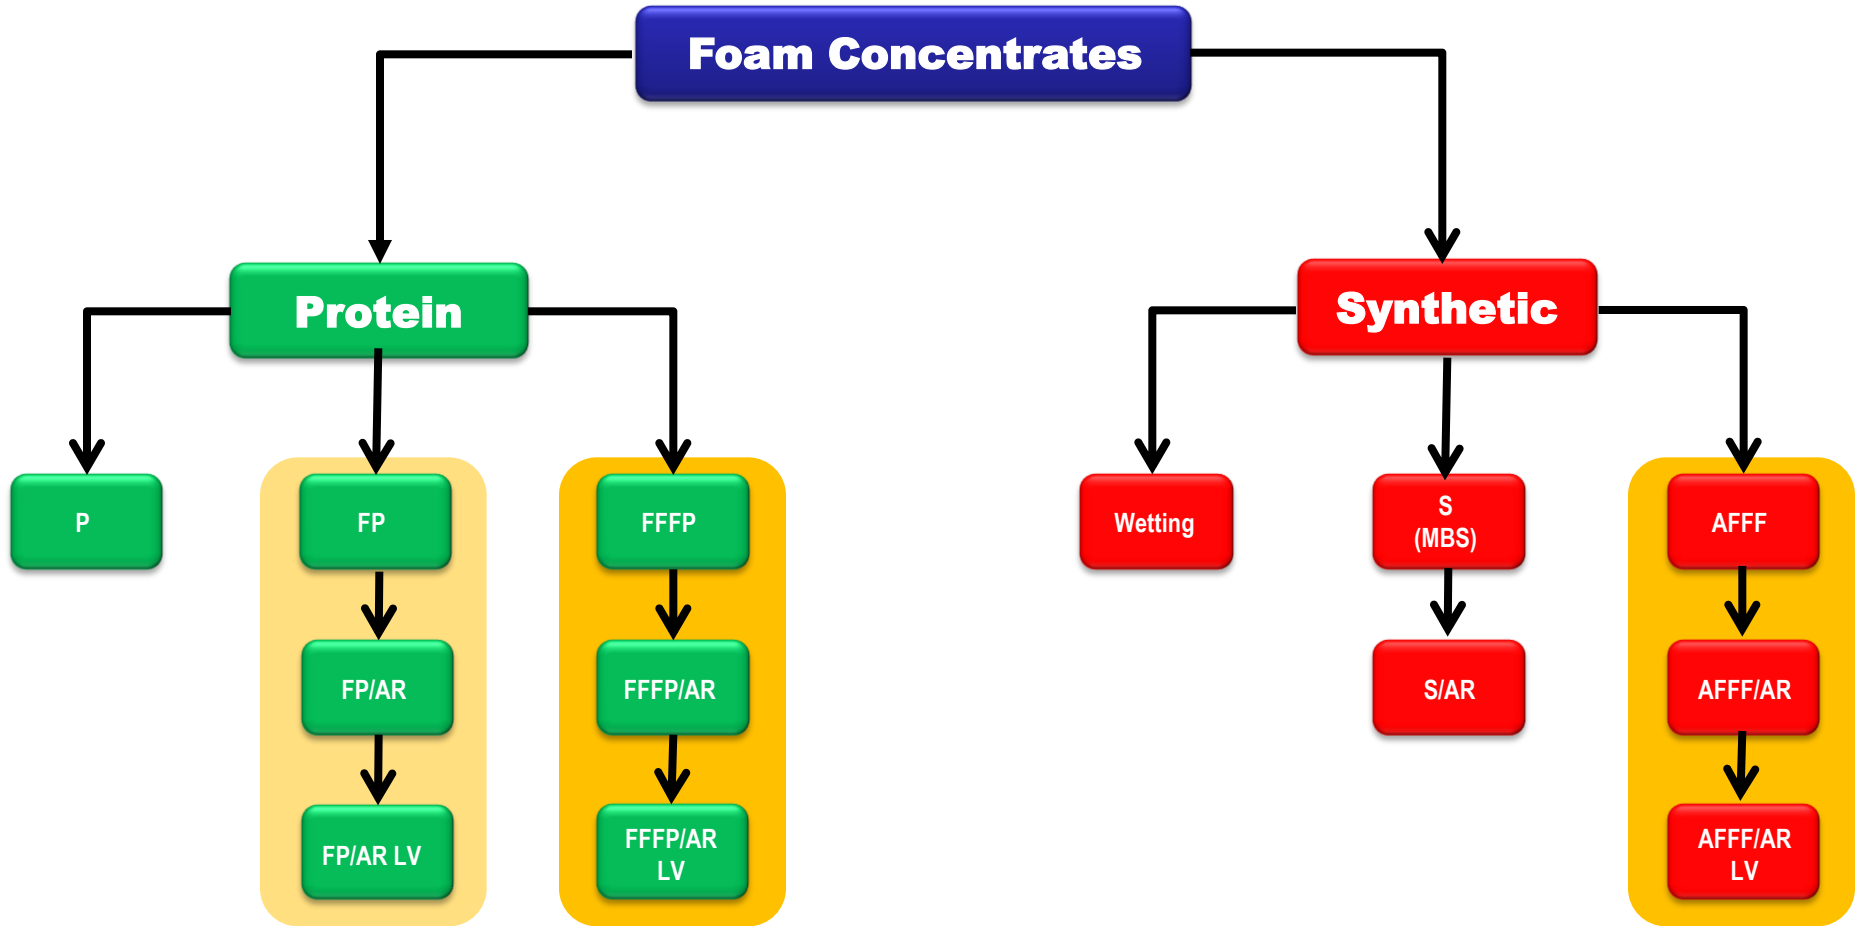 Foam Concentrates
Protein
Synthetic
P
FP
FFFP
Wetting
S
(MBS)
AFFF
FP/AR
FFFP/AR
S/AR
AFFF/AR
FP/AR LV
FFFP/AR
LV
AFFF/AR
LV